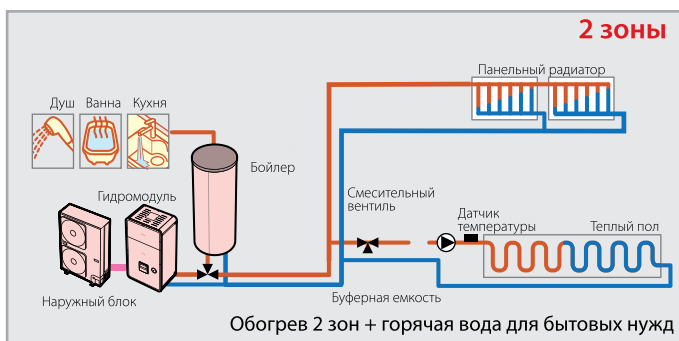 2 зоны
Панельный радиатор
Душ Ванна Кухня
Бойлер
Гидромодуль
Смесительный
вентиль
Датчик
температуры
Теплый пол
Наружный блок
Буферная емкость
Обогрев 2 зон + горячая вода для бытовых нужд